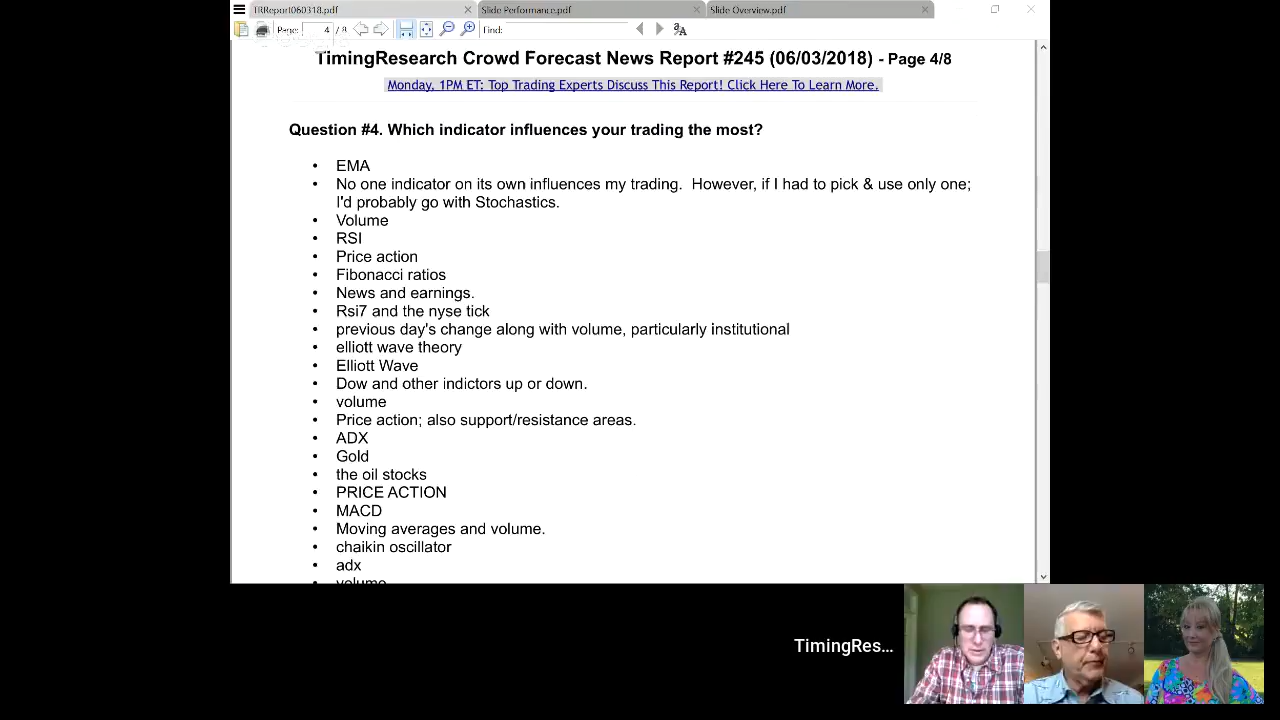 TRReport060318.pdf
Slide Performance.pdf
Slide Overview.pdf
Page: 4 / 8
Find:
TimingResearch Crowd Forecast News Report #245 (06/03/2018) - Page 4/8
Monday, 1PM ET: Top Trading Experts Discuss This Report! Click Here To Learn More.
Question #4. Which indicator influences your trading the most?
• EMA
• No one indicator on its own influences my trading.  However, if I had to pick & use only one;
I'd probably go with Stochastics.
• Volume
• RSI
• Price action
• Fibonacci ratios
• News and earnings.
• Rsi7 and the nyse tick
• previous day's change along with volume, particularly institutional
• elliott wave theory
• Elliott Wave
• Dow and other indictors up or down.
• volume
• Price action; also support/resistance areas.
• ADX
• Gold
• the oil stocks
• PRICE ACTION
• MACD
• Moving averages and volume.
• chaikin oscillator
• adx
• volume
TimingRes...